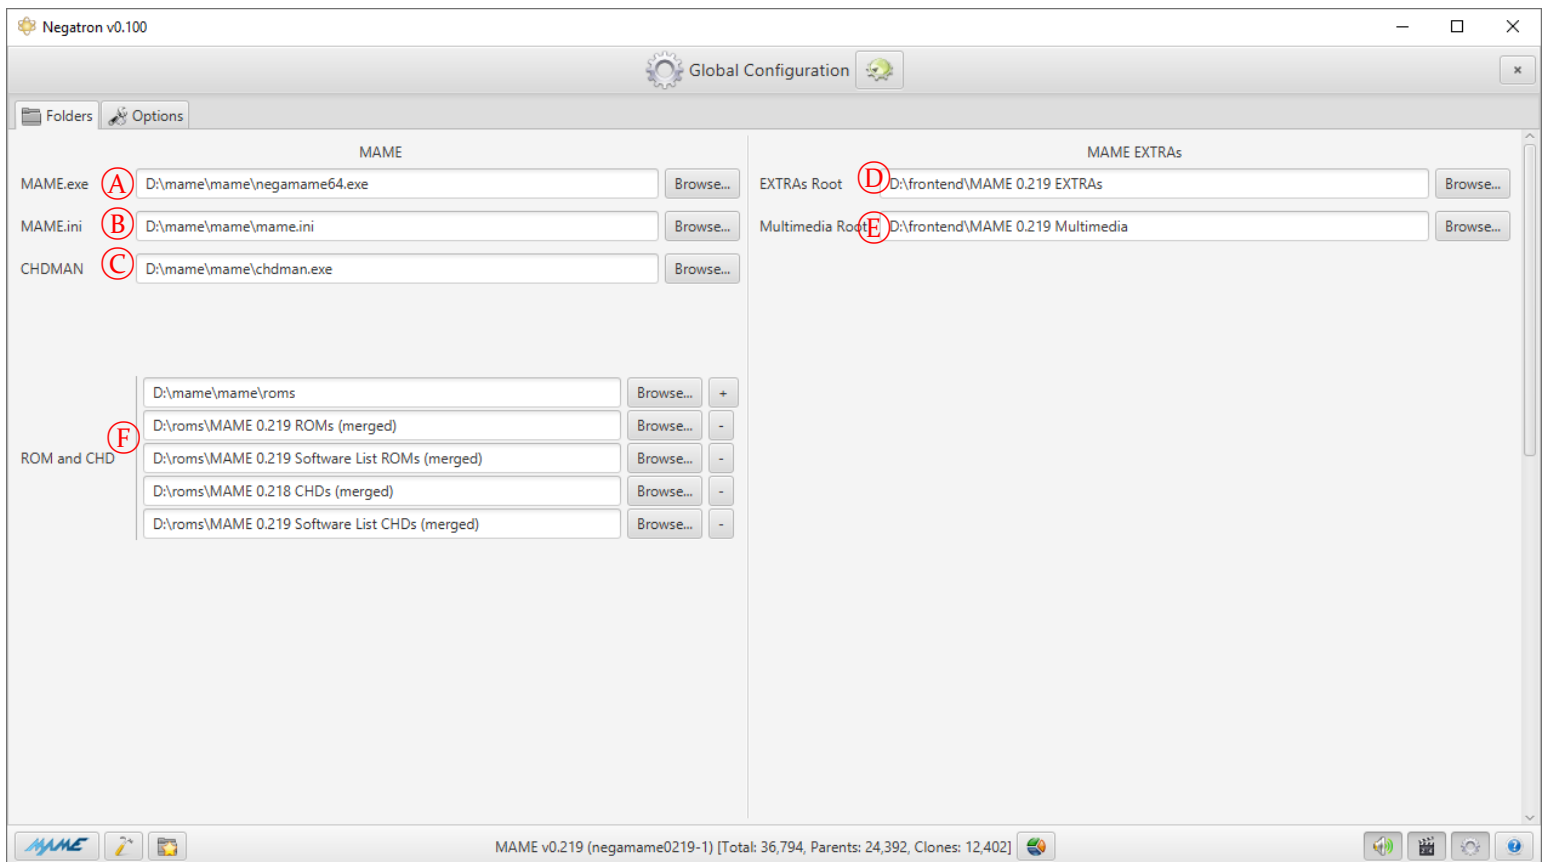 Negatron v0.100
Global Configuration
Folders Options
MAME
MAME.exe A D:\mame\mame\negamame64.exe Browse...
MAME.ini B D:\mame\mame\mame.ini Browse...
CHDMAN C D:\mame\mame\chdman.exe Browse...
ROM and CHD F
D:\mame\mame\roms Browse... +
D:\roms\MAME 0.219 ROMs (merged) Browse... -
D:\roms\MAME 0.219 Software List ROMs (merged) Browse... -
D:\roms\MAME 0.218 CHDs (merged) Browse... -
D:\roms\MAME 0.219 Software List CHDs (merged) Browse... -
MAME EXTRAs
EXTRAs Root D D:\frontend\MAME 0.219 EXTRAs Browse...
Multimedia Root E D:\frontend\MAME 0.219 Multimedia Browse...
MAME MAME v0.219 (negamame0219-1) [Total: 36,794, Parents: 24,392, Clones: 12,402]